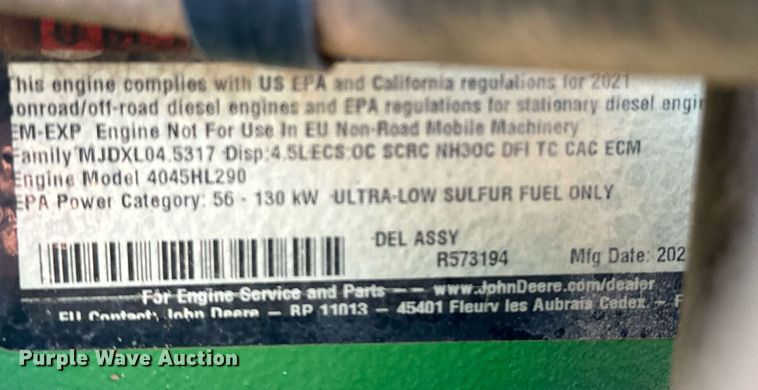 This engine complies with US EPA and California regulations for 2021
onroad/off-road diesel engines and EPA regulations for stationary diesel engin
EM-EXP Engine Not For Use In EU Non-Road Mobile Machinery
Family MJDXL04.5317 Disp:4.5L ECS:OC SCRC NH3OC DFI TC CAC ECM
Engine Model 4045HL290
EPA Power Category: 56 - 130 kW ULTRA-LOW SULFUR FUEL ONLY
DEL ASSY
R573194 Mfg Date: 202
For Engine Service and Parts — — www.JohnDeere.com/dealer
EU Contact: John Deere — BP 11013 — 45401 Fleury les Aubrais Cedex. — F
Purple Wave Auction